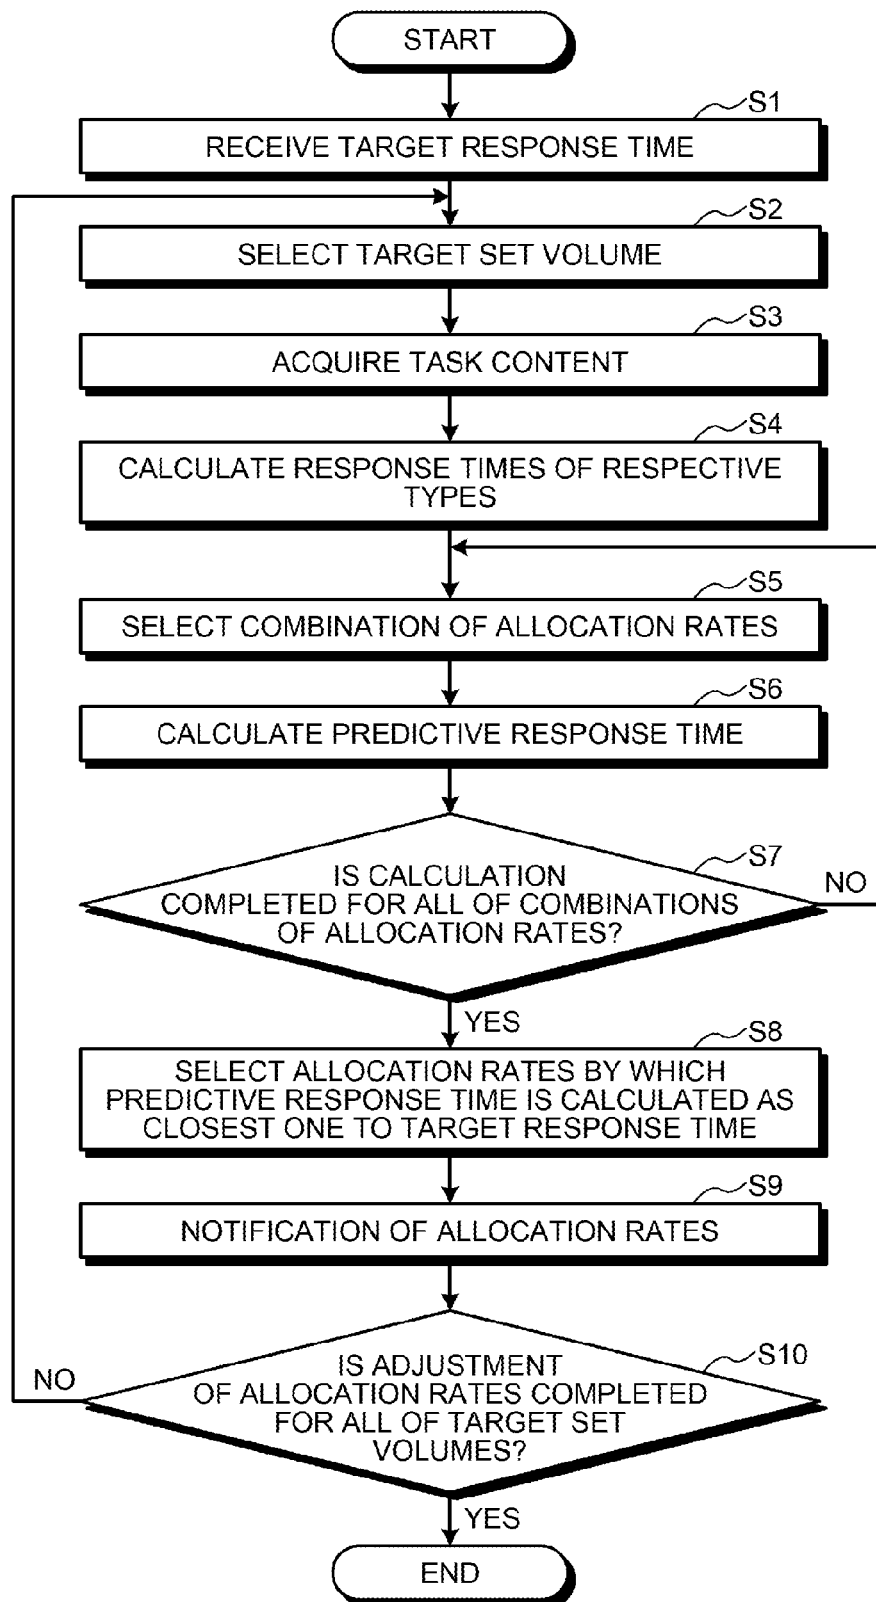 START
S1
RECEIVE TARGET RESPONSE TIME
S2
SELECT TARGET SET VOLUME
S3
ACQUIRE TASK CONTENT
S4
CALCULATE RESPONSE TIMES OF RESPECTIVE
TYPES
S5
SELECT COMBINATION OF ALLOCATION RATES
S6
CALCULATE PREDICTIVE RESPONSE TIME
S7
IS CALCULATION
COMPLETED FOR ALL OF COMBINATIONS
OF ALLOCATION RATES?
NO
YES
S8
SELECT ALLOCATION RATES BY WHICH
PREDICTIVE RESPONSE TIME IS CALCULATED AS
CLOSEST ONE TO TARGET RESPONSE TIME
S9
NOTIFICATION OF ALLOCATION RATES
S10
IS ADJUSTMENT
OF ALLOCATION RATES COMPLETED
FOR ALL OF TARGET SET
VOLUMES?
NO
YES
END